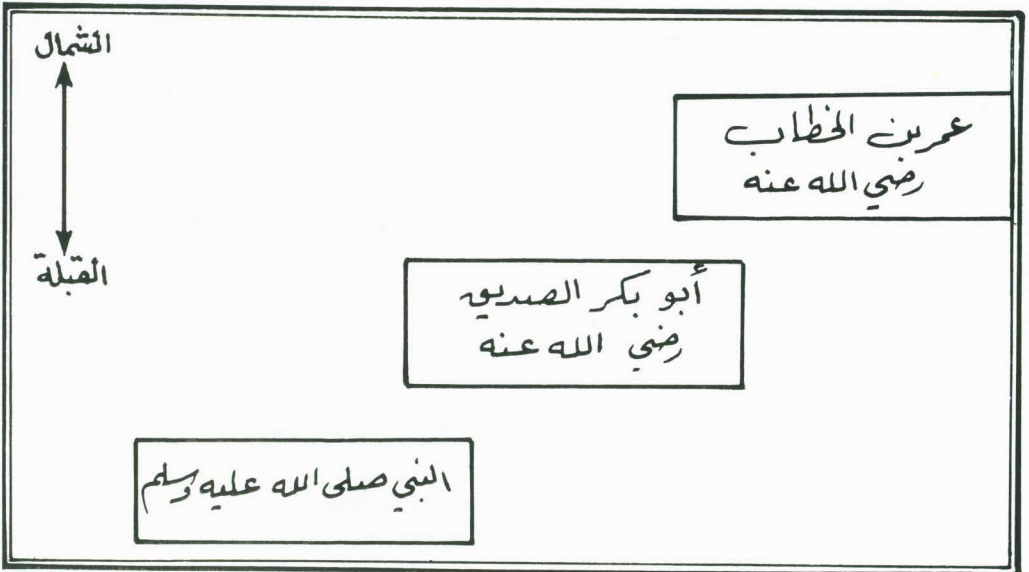 الشمال
عمر بن الخطاب
رضي الله عنه
القبلة
أبو بكر الصديق
رضي الله عنه
النبي صلى الله عليه وسلم